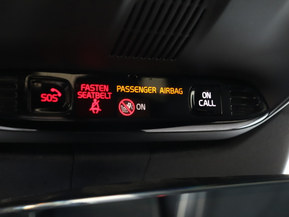 SOS
FASTEN
SEATBELT
PASSENGER AIRBAG
ON
ON
CALL